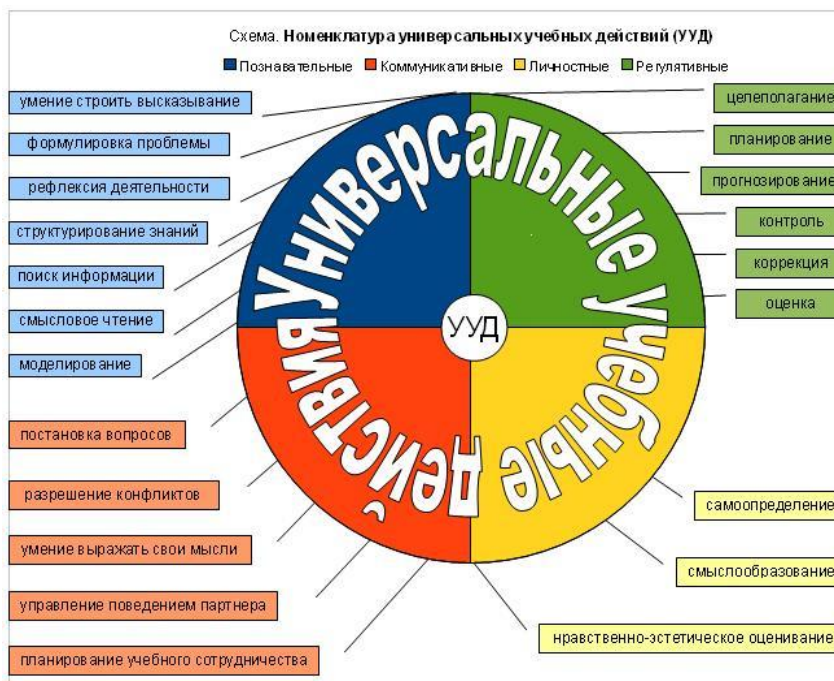 Схема. Номенклатура универсальных учебных действий (УУД)
Познавательные Коммуникативные Личностные Регулятивные
умение строить высказывание
формулировка проблемы
рефлексия деятельности
структурирование знаний
поиск информации
смысловое чтение
моделирование
постановка вопросов
разрешение конфликтов
умение выражать свои мысли
управление поведением партнера
планирование учебного сотрудничества
Универсальные учебные действия
УУД
целеполагание
планирование
прогнозирование
контроль
коррекция
оценка
самоопределение
смыслообразование
нравственно-эстетическое оценивание